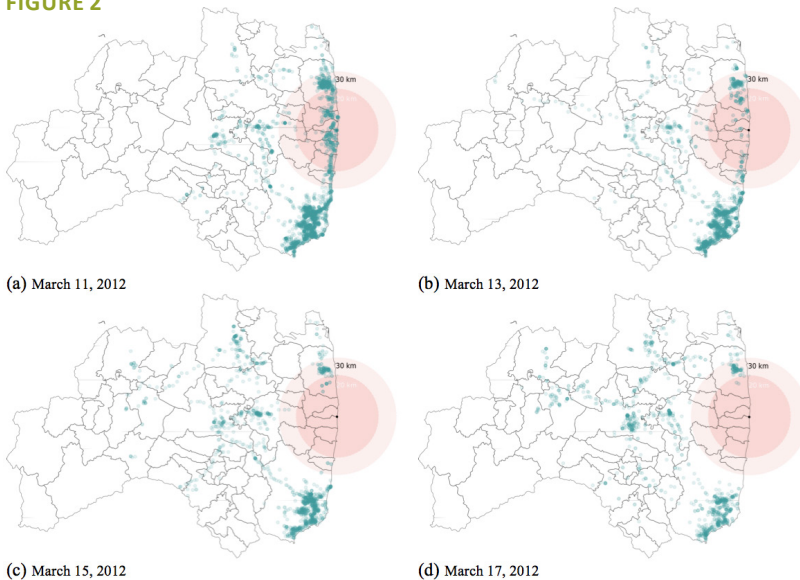 FIGURE 2
30 km
30 km
(a) March 11, 2012
(b) March 13, 2012
30 km
30 km
(c) March 15, 2012
(d) March 17, 2012